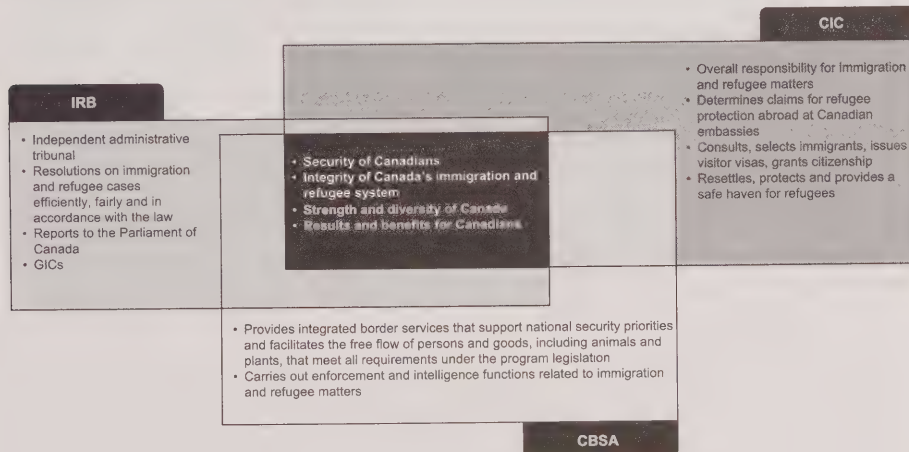 CIC
• Overall responsibility for immigration
and refugee matters
• Determines claims for refugee
protection abroad at Canadian
embassies
• Consults, selects immigrants, issues
visitor visas, grants citizenship
• Resettles, protects and provides a
safe haven for refugees
IRB
• Independent administrative
tribunal
• Resolutions on immigration
and refugee cases
efficiently, fairly and in
accordance with the law
• Reports to the Parliament of
Canada
• GICs
• Security of Canadians
• Integrity of Canada's immigration and
refugee system
• Strength and diversity of Canada
• Results and benefits for Canadians
• Provides integrated border services that support national security priorities
and facilitates the free flow of persons and goods, including animals and
plants, that meet all requirements under the program legislation
• Carries out enforcement and intelligence functions related to immigration
and refugee matters
CBSA